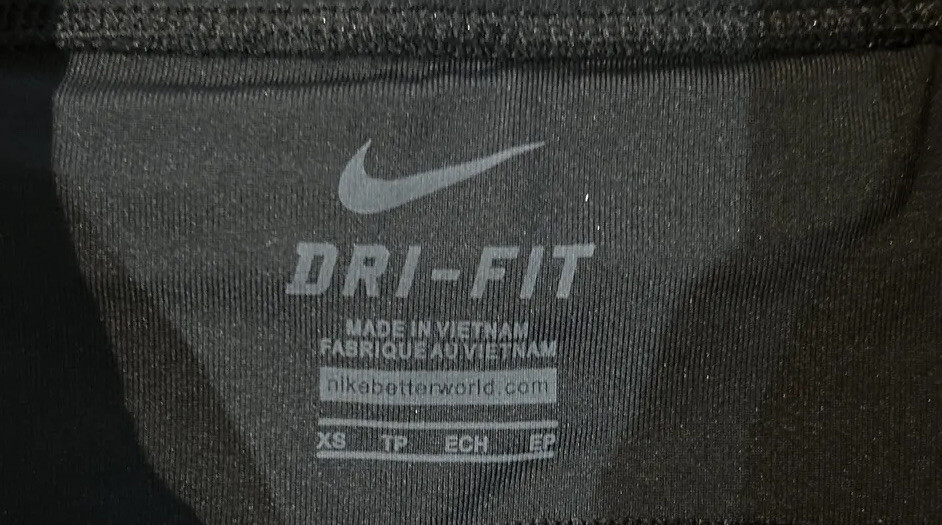 DRI-FIT
MADE IN VIETNAM
FABRIQUE AU VIETNAM
nikebetterworld.com
XS TP ECH EP